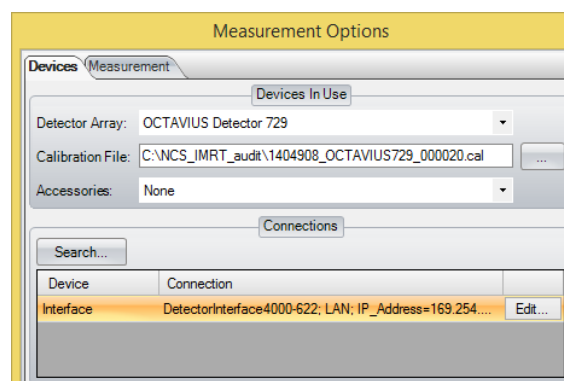 Measurement Options
Devices Measurement
Devices In Use
Detector Array: OCTAVIUS Detector 729
Calibration File: C:\NCS_IMRT_audit\1404908_OCTAVIUS729_000020.cal ...
Accessories: None
Connections
Search...
Device Connection
Interface DetectorInterface4000-622; LAN; IP_Address=169.254.... Edit...